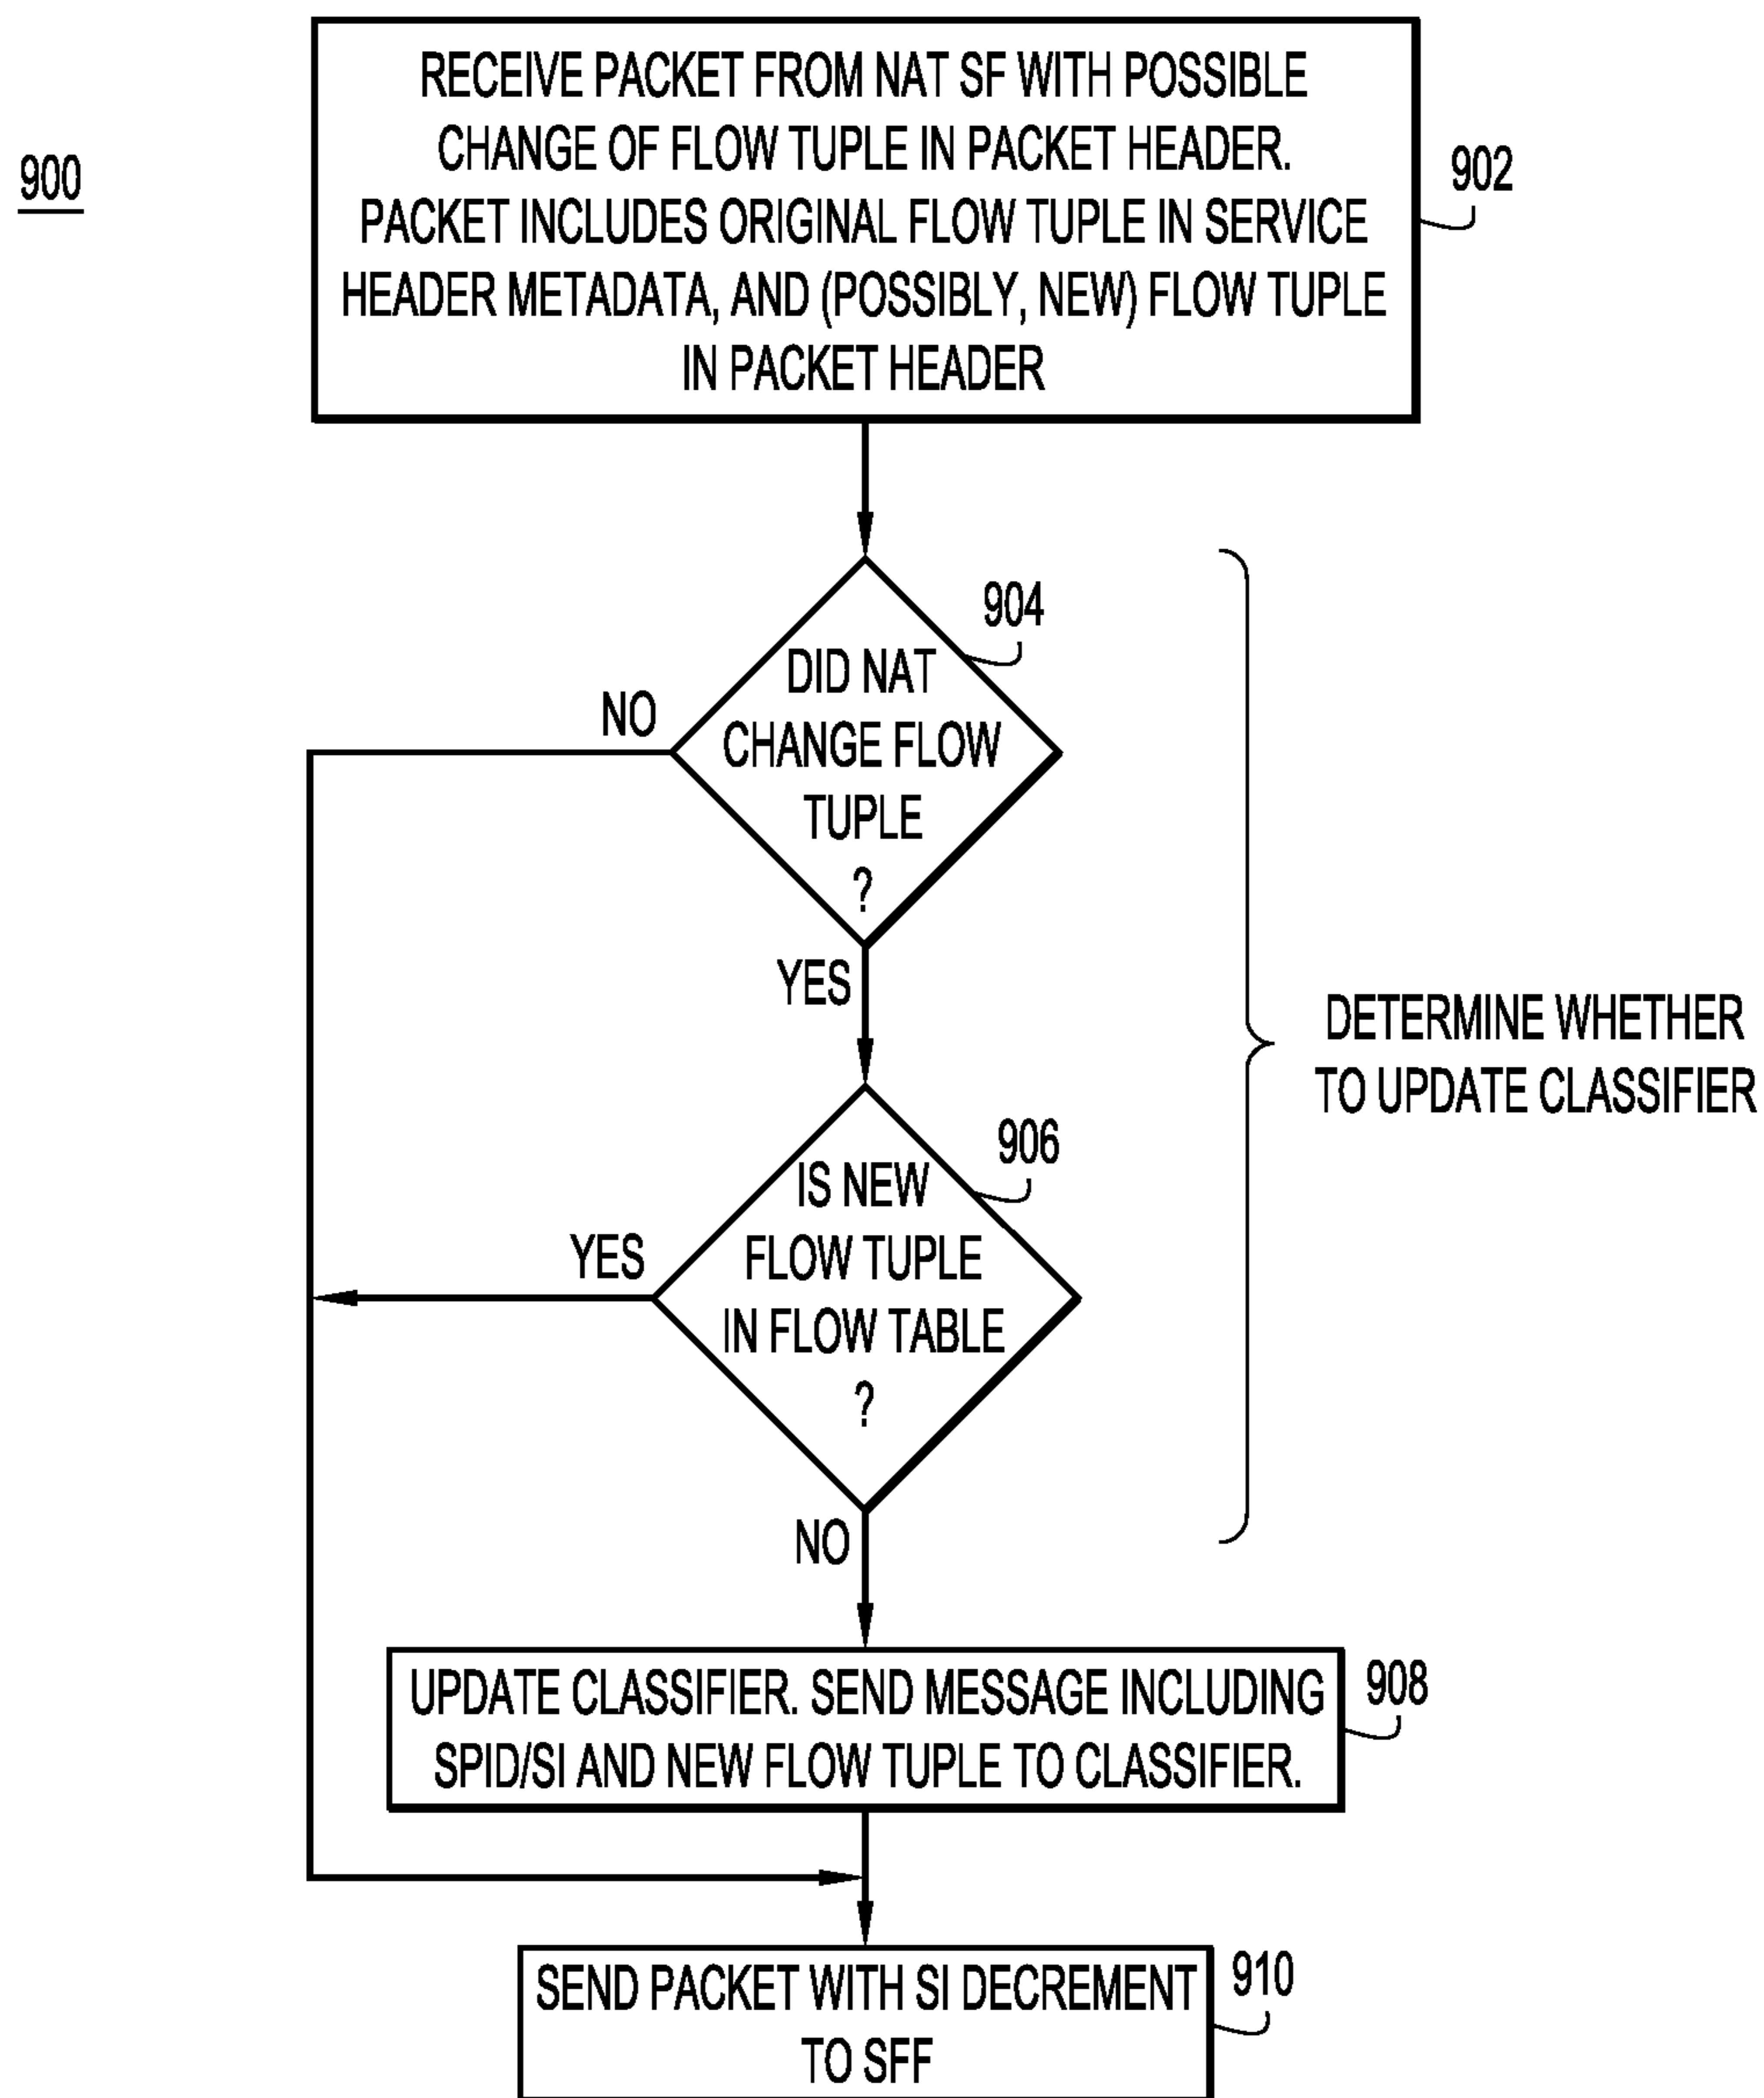 900
RECEIVE PACKET FROM NAT SF WITH POSSIBLE
CHANGE OF FLOW TUPLE IN PACKET HEADER.
PACKET INCLUDES ORIGINAL FLOW TUPLE IN SERVICE
HEADER METADATA, AND (POSSIBLY, NEW) FLOW TUPLE
IN PACKET HEADER
902
904
DID NAT
CHANGE FLOW
TUPLE
?
NO
YES
DETERMINE WHETHER
TO UPDATE CLASSIFIER
906
IS NEW
FLOW TUPLE
IN FLOW TABLE
?
YES
NO
UPDATE CLASSIFIER. SEND MESSAGE INCLUDING
SPID/SI AND NEW FLOW TUPLE TO CLASSIFIER.
908
SEND PACKET WITH SI DECREMENT
TO SFF
910